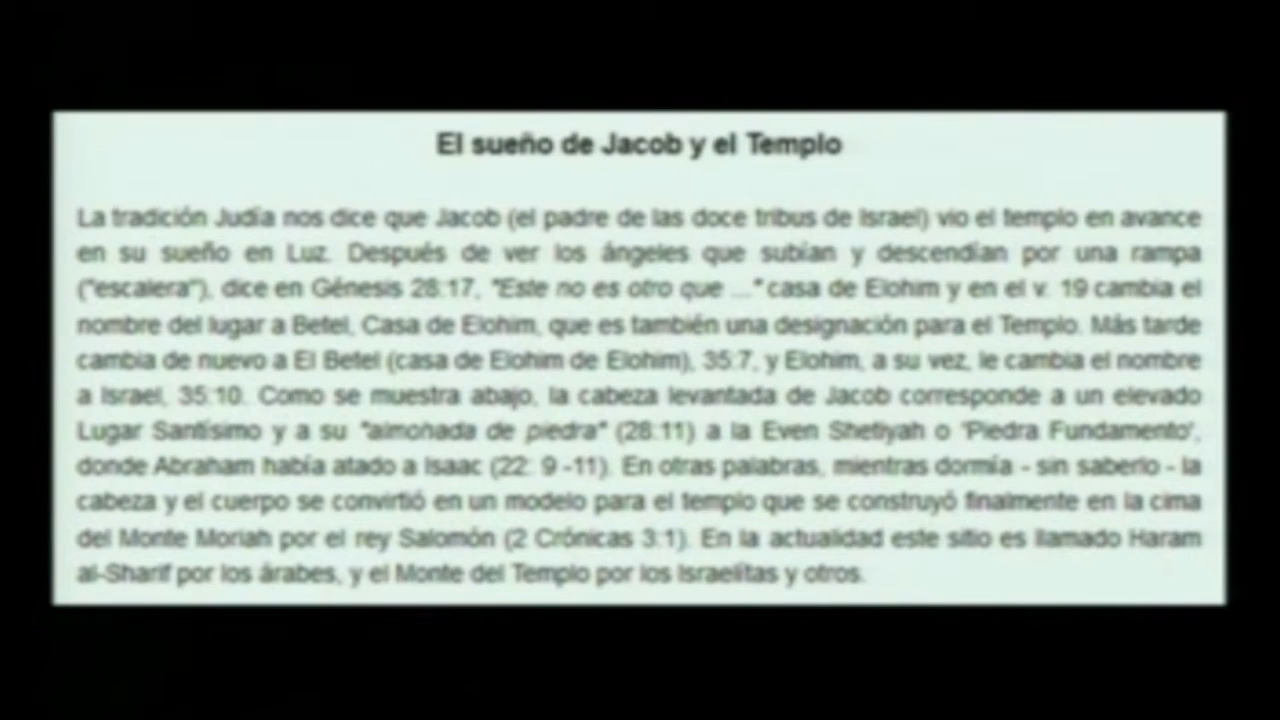 El sueño de Jacob y el Templo
La tradición Judía nos dice que Jacob (el padre de las doce tribus de Israel) vio el templo en avance
en su sueño en Luz. Después de ver los ángeles que subían y descendían por una rampa
("escalera"), dice en Génesis 28:17, "Este no es otro que ..." casa de Elohim y en el v. 19 cambia el
nombre del lugar a Betel, Casa de Elohim, que es también una designación para el Templo. Más tarde
cambia de nuevo a El Betel (casa de Elohim de Elohim), 35:7, y Elohim, a su vez, le cambia el nombre
a Israel, 35:10. Como se muestra abajo, la cabeza levantada de Jacob corresponde a un elevado
Lugar Santísimo y a su "almohada de piedra" (28:11) a la Even Shetiyah o 'Piedra Fundamento',
donde Abraham había atado a Isaac (22: 9 -11). En otras palabras, mientras dormía - sin saberlo - la
cabeza y el cuerpo se convirtió en un modelo para el templo que se construyó finalmente en la cima
del Monte Moriah por el rey Salomón (2 Crónicas 3:1). En la actualidad este sitio es llamado Haram
al-Sharif por los árabes, y el Monte del Templo por los Israelítas y otros.